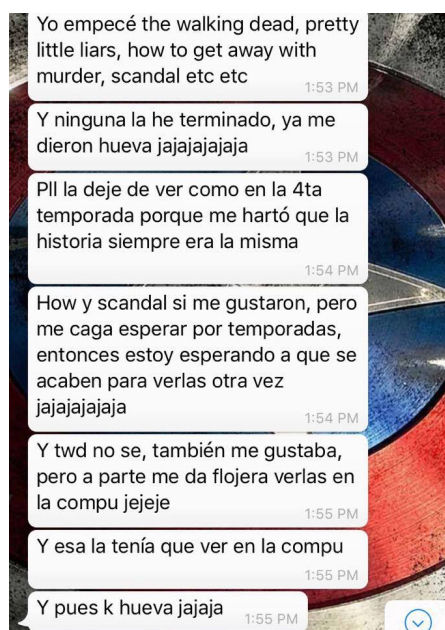 Yo empecé the walking dead, pretty
little liars, how to get away with
murder, scandal etc etc
1:53 PM
Y ninguna la he terminado, ya me
dieron hueva jajajajajaja
1:53 PM
Pll la deje de ver como en la 4ta
temporada porque me hartó que la
historia siempre era la misma
1:54 PM
How y scandal si me gustaron, pero
me caga esperar por temporadas,
entonces estoy esperando a que se
acaben para verlas otra vez
jajajajajaja
1:54 PM
Y twd no se, también me gustaba,
pero a parte me da flojera verlas en
la compu jejeje
1:55 PM
Y esa la tenía que ver en la compu
1:55 PM
Y pues k hueva jajaja
1:55 PM